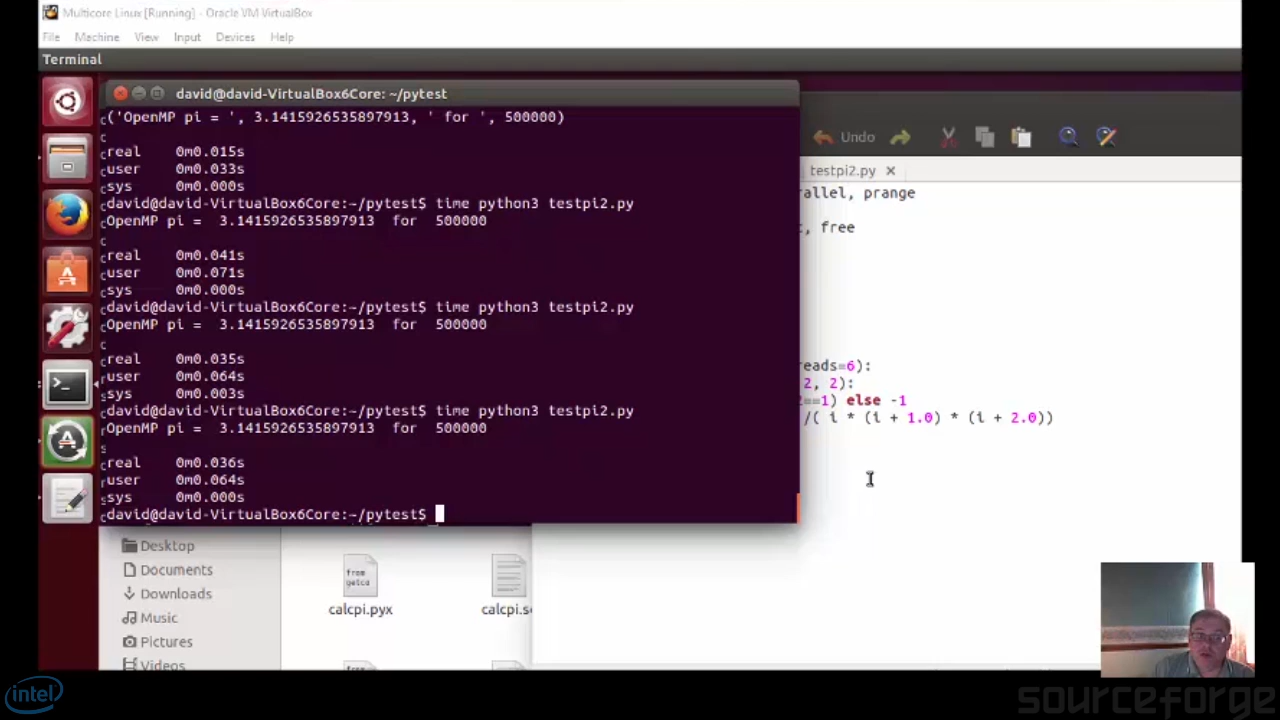 Multicore Linux [Running] - Oracle VM VirtualBox
File Machine View Input Devices Help
Terminal
david@david-VirtualBox6Core: ~/pytest
('OpenMP pi = ', 3.1415926535897913, ' for ', 500000)
real 0m0.015s
user 0m0.033s
sys 0m0.000s
david@david-VirtualBox6Core:~/pytest$ time python3 testpi2.py
OpenMP pi = 3.1415926535897913 for 500000
real 0m0.041s
user 0m0.071s
sys 0m0.000s
david@david-VirtualBox6Core:~/pytest$ time python3 testpi2.py
OpenMP pi = 3.1415926535897913 for 500000
real 0m0.035s
user 0m0.064s
sys 0m0.003s
david@david-VirtualBox6Core:~/pytest$ time python3 testpi2.py
OpenMP pi = 3.1415926535897913 for 500000
real 0m0.036s
user 0m0.064s
sys 0m0.000s
david@david-VirtualBox6Core:~/pytest$
Undo
testpi2.py
rallel, prange
t, free
reads=6):
2, 2):
2==1) else -1
/( i * (i + 1.0) * (i + 2.0))
Desktop
Documents
Downloads
Music
Pictures
Videos
from
getca
calcpi.pyx
calcpi.so
intel
sourceforge